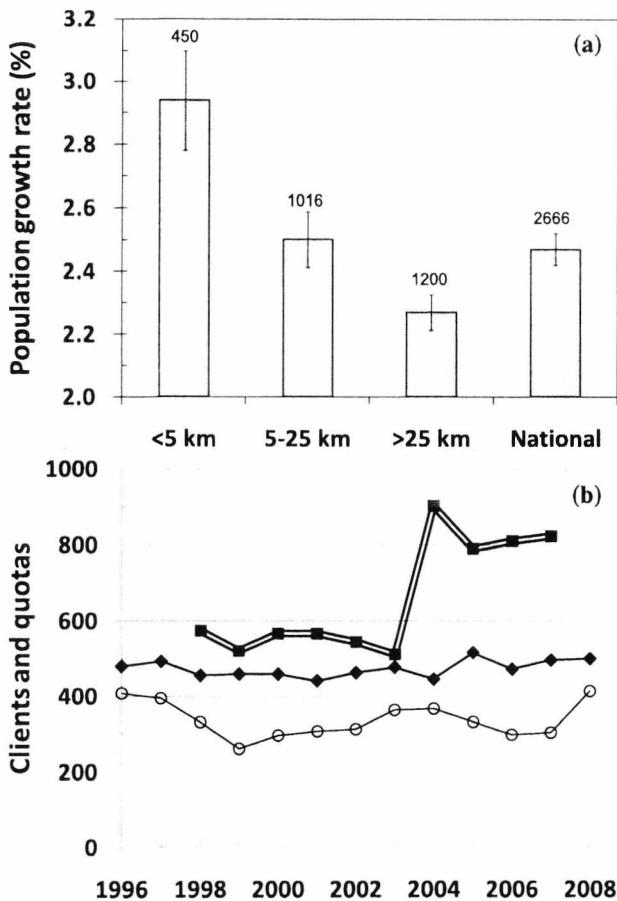 Population growth rate (%)
3.2
3.0
2.8
2.6
2.4
2.2
2.0
(a)
450
1016
1200
2666
<5 km 5-25 km >25 km National
Clients and quotas
1000
800
600
400
200
0
(b)
1996 1998 2000 2002 2004 2006 2008